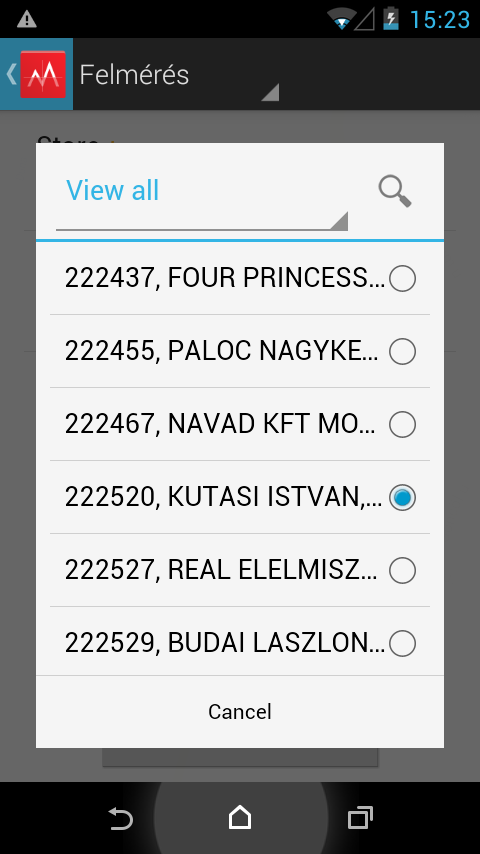 15:23
Felmérés
Store
View all
222437, FOUR PRINCESS...
222455, PALOC NAGYKE...
222467, NAVAD KFT MO...
222520, KUTASI ISTVAN,...
222527, REAL ELELMISZ...
222529, BUDAI LASZLON...
Cancel